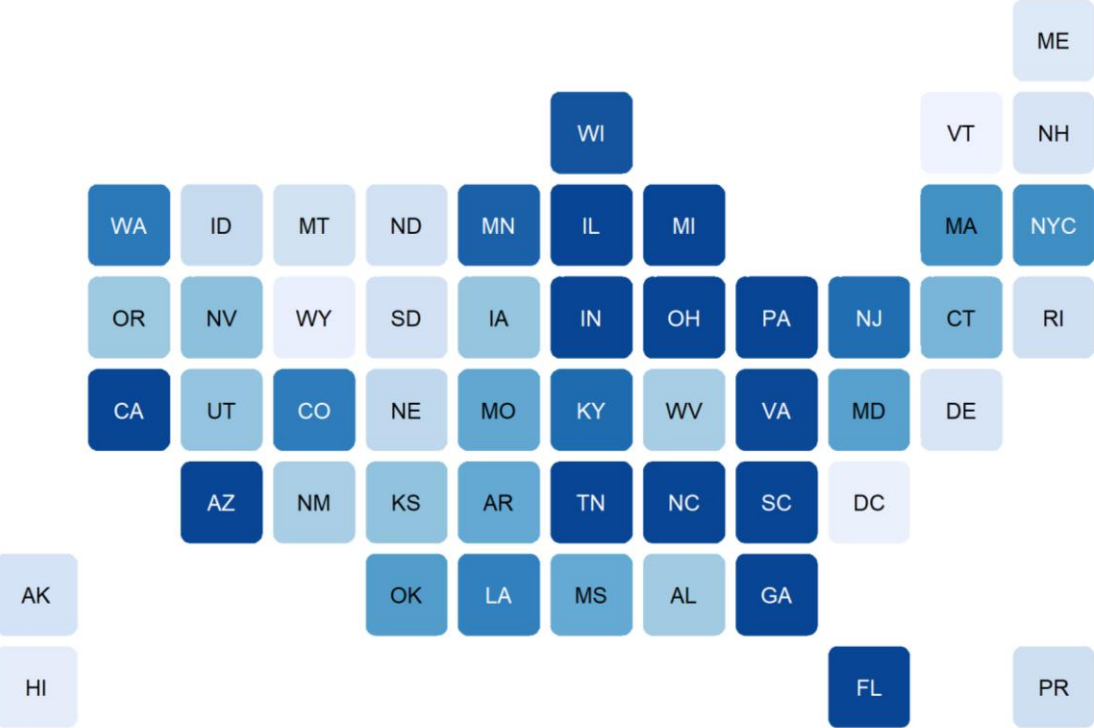 ME
WI VT NH
WA ID MT ND MN IL MI MA NYC
OR NV WY SD IA IN OH PA NJ CT RI
CA UT CO NE MO KY WV VA MD DE
AZ NM KS AR TN NC SC DC
AK OK LA MS AL GA
HI FL PR